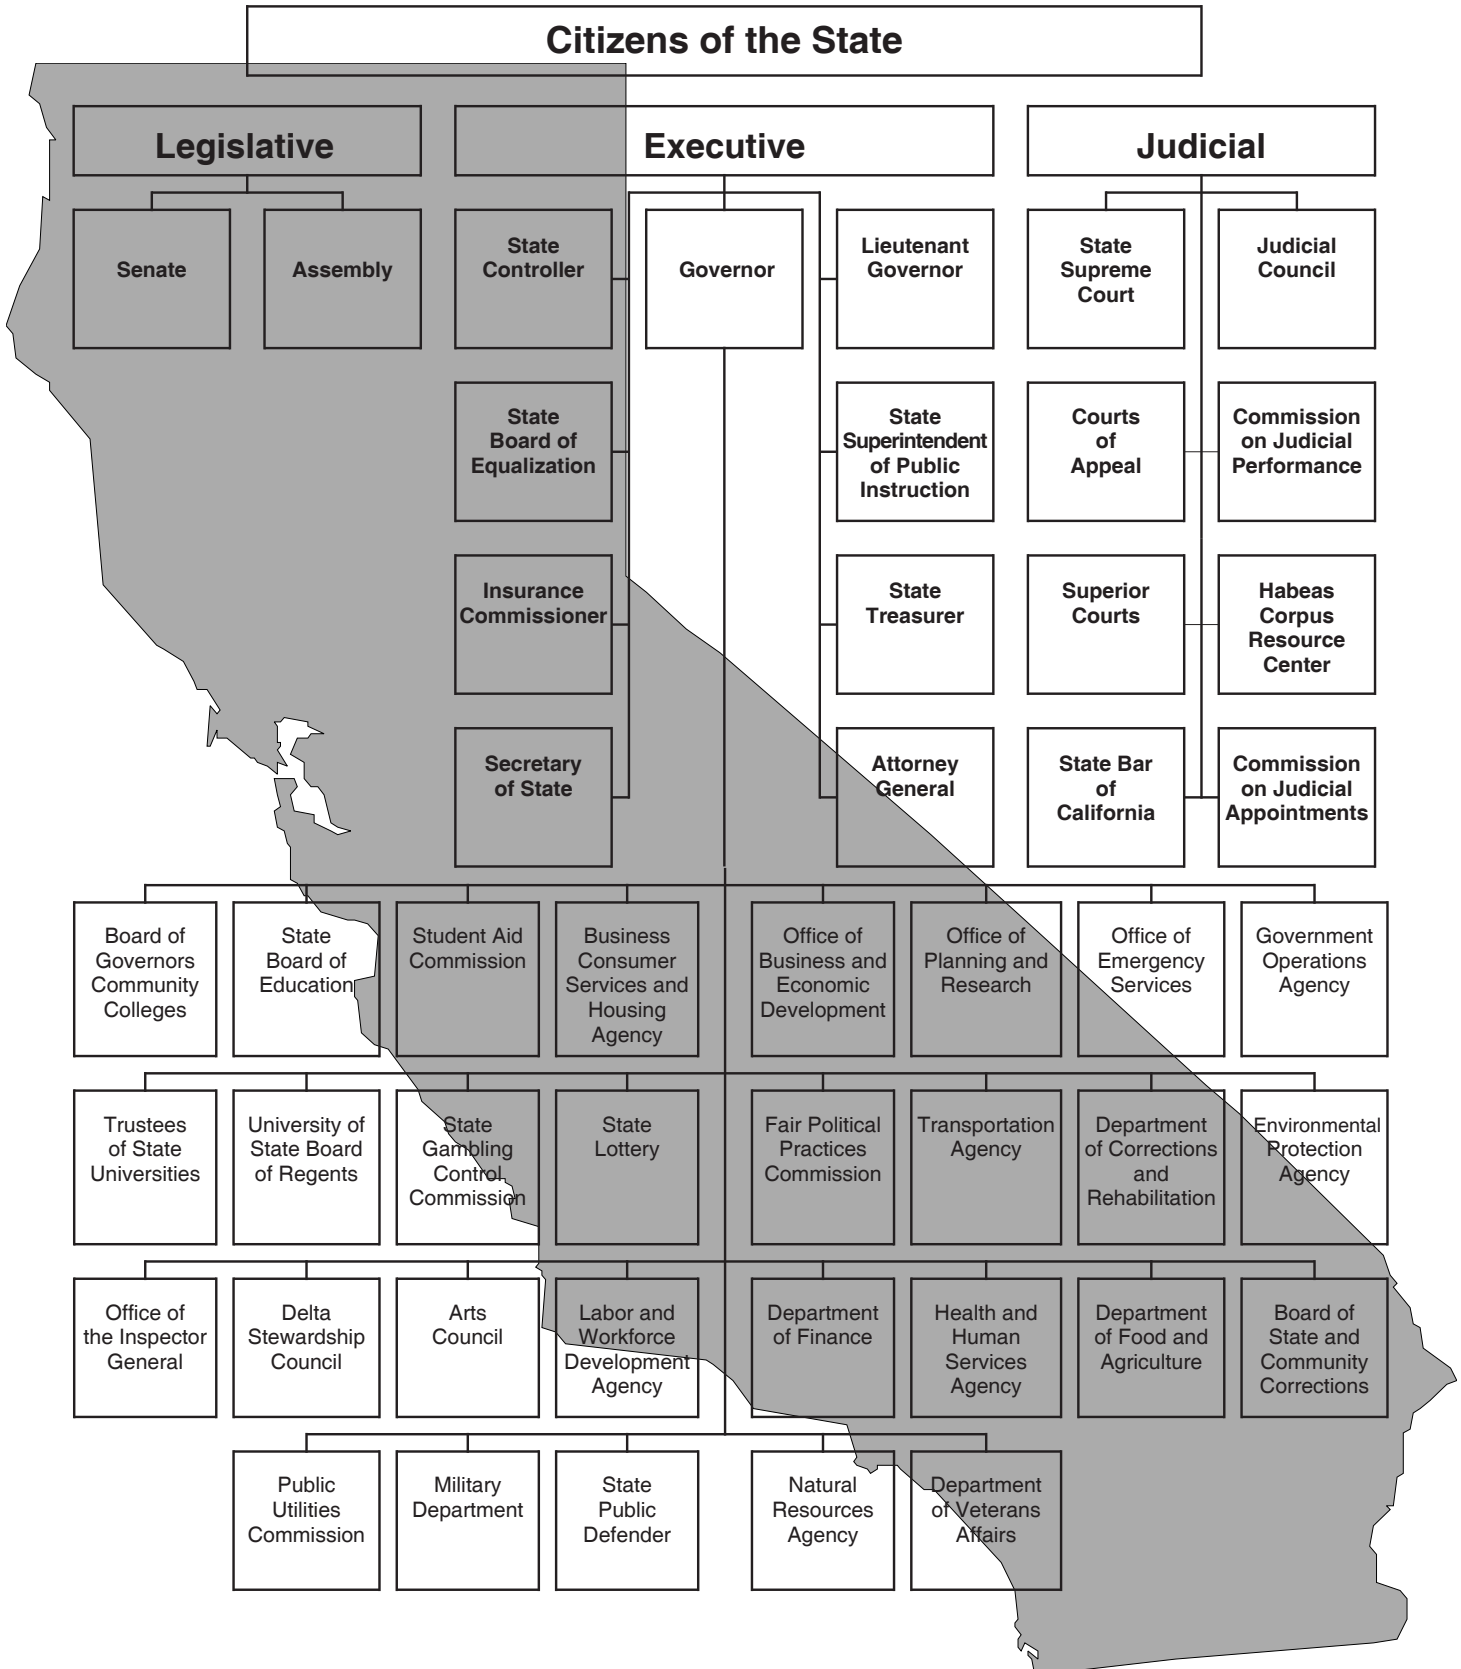 Citizens of the State
Legislative
Executive
Judicial
Senate
Assembly
State
Controller
Governor
Lieutenant
Governor
State
Supreme
Court
Judicial
Council
State
Board of
Equalization
State
Superintendent
of Public
Instruction
Courts
of
Appeal
Commission
on Judicial
Performance
Insurance
Commissioner
State
Treasurer
Superior
Courts
Habeas
Corpus
Resource
Center
Secretary
of State
Attorney
General
State Bar
of
California
Commission
on Judicial
Appointments
Board of
Governors
Community
Colleges
State
Board of
Education
Student Aid
Commission
Business
Consumer
Services and
Housing
Agency
Office of
Business and
Economic
Development
Office of
Planning and
Research
Office of
Emergency
Services
Government
Operations
Agency
Trustees
of State
Universities
University of
State Board
of Regents
State
Gambling
Control
Commission
State
Lottery
Fair Political
Practices
Commission
Transportation
Agency
Department
of Corrections
and
Rehabilitation
Environmental
Protection
Agency
Office of
the Inspector
General
Delta
Stewardship
Council
Arts
Council
Labor and
Workforce
Development
Agency
Department
of Finance
Health and
Human
Services
Agency
Department
of Food and
Agriculture
Board of
State and
Community
Corrections
Public
Utilities
Commission
Military
Department
State
Public
Defender
Natural
Resources
Agency
Department
of Veterans
Affairs